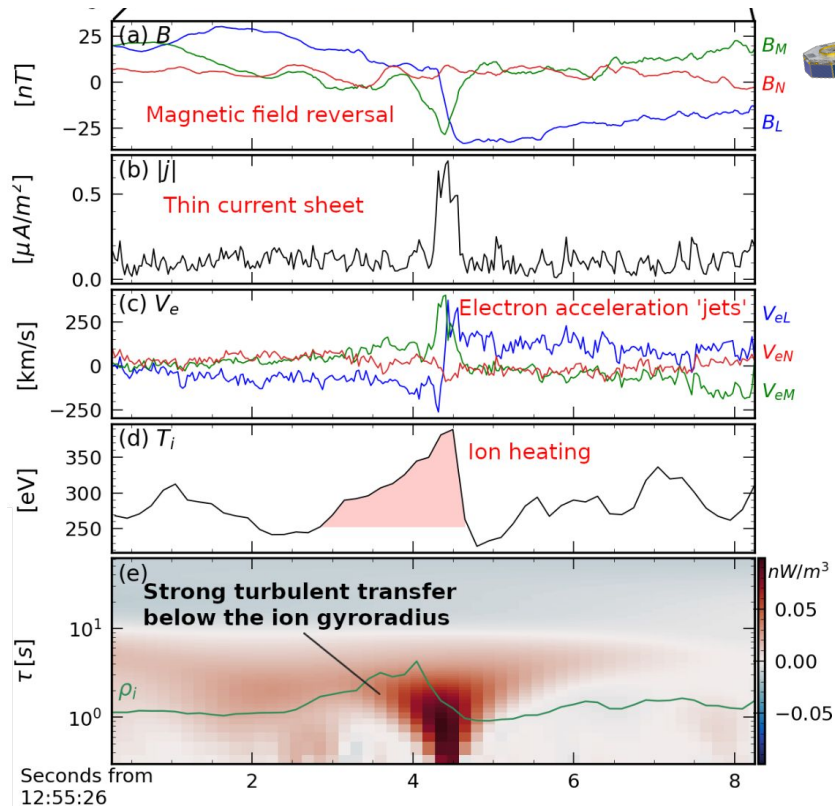 (a) B
25
0
−25
[nT]
Magnetic field reversal
B_M
B_N
B_L
(b) |j|
0.5
0.0
[μA/m²]
Thin current sheet
(c) V_e
250
0
−250
[km/s]
Electron acceleration 'jets'
V_eL
V_eN
V_eM
(d) T_i
350
300
250
[eV]
Ion heating
(e)
Strong turbulent transfer
below the ion gyroradius
10¹
10⁰
τ [s]
ρ_i
nW/m³
0.05
0.00
−0.05
Seconds from
12:55:26
2
4
6
8